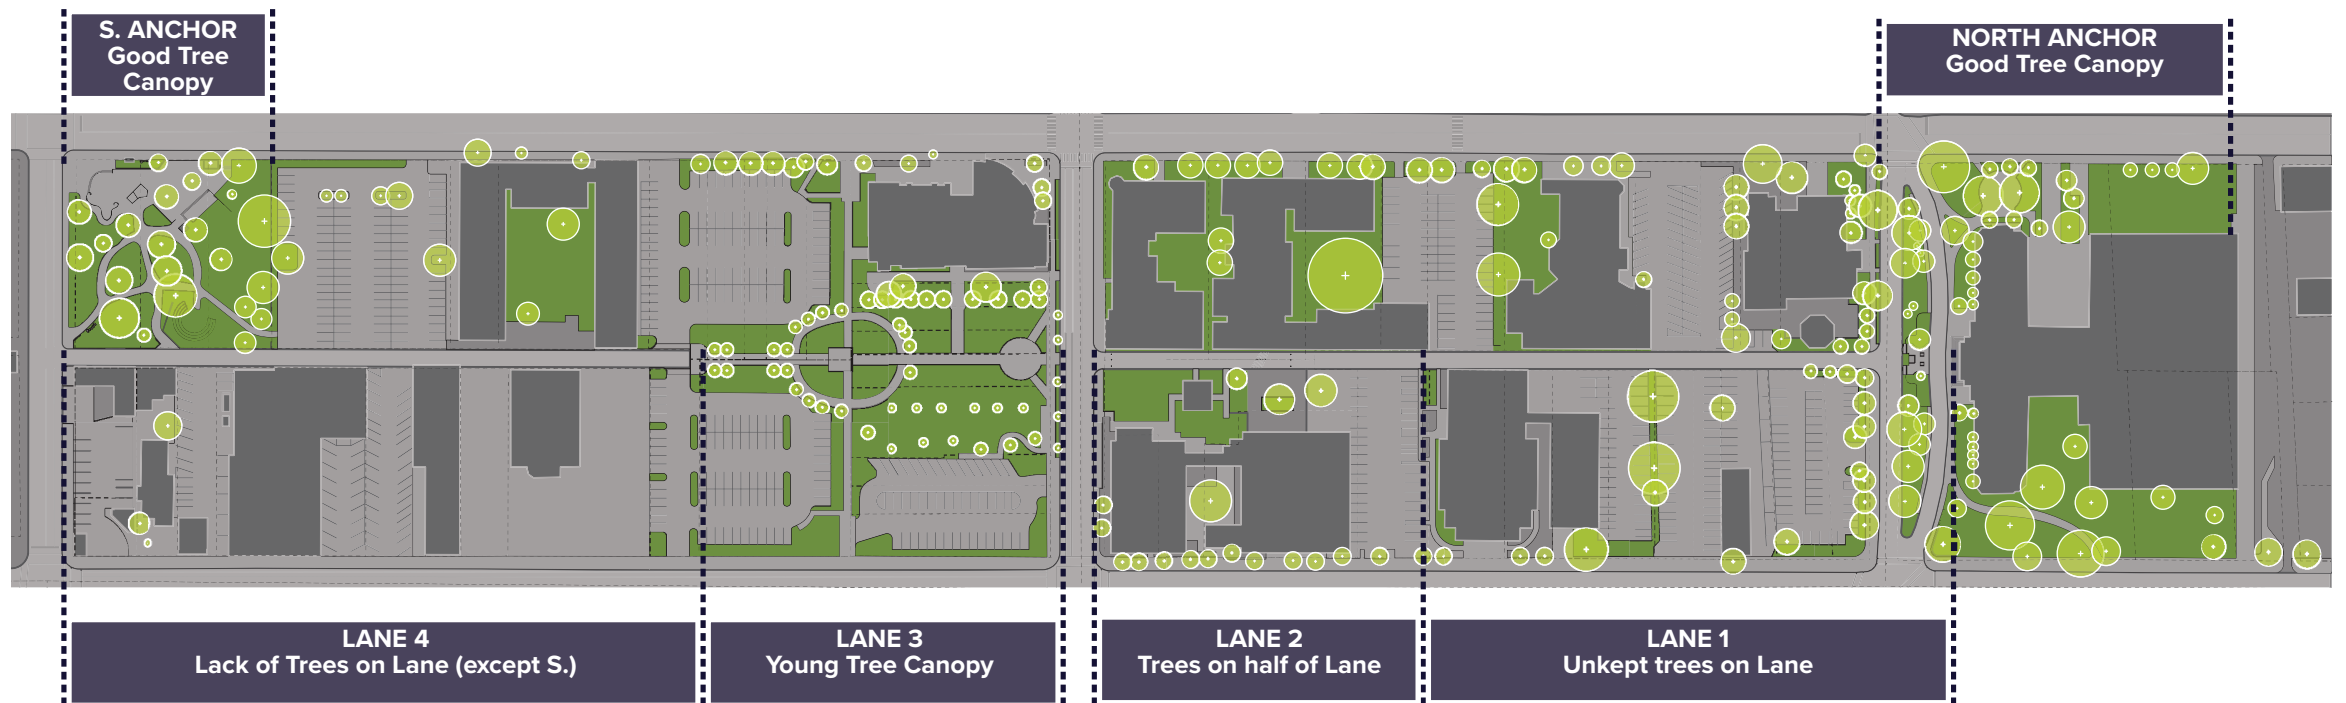 S. ANCHOR
Good Tree
Canopy
NORTH ANCHOR
Good Tree Canopy
LANE 4
Lack of Trees on Lane (except S.)
LANE 3
Young Tree Canopy
LANE 2
Trees on half of Lane
LANE 1
Unkept trees on Lane